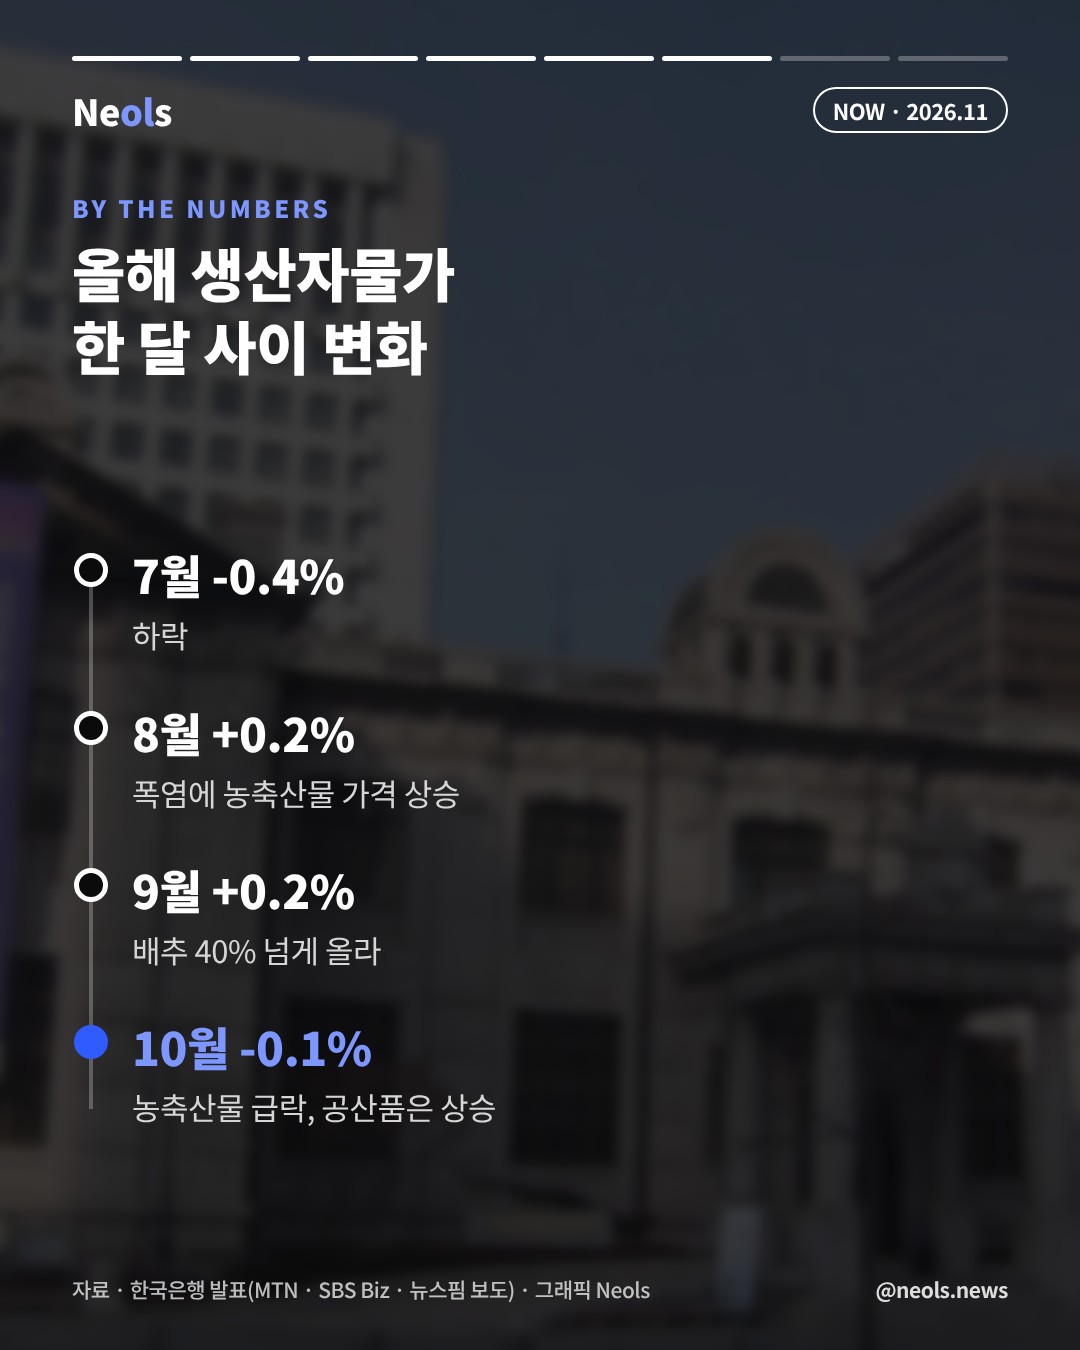 Neols
NOW · 2026.11
BY THE NUMBERS
올해 생산자물가
한 달 사이 변화
7월 -0.4%
하락
8월 +0.2%
폭염에 농축산물 가격 상승
9월 +0.2%
배추 40% 넘게 올라
10월 -0.1%
농축산물 급락, 공산품은 상승
자료 · 한국은행 발표(MTN · SBS Biz · 뉴스핌 보도) · 그래픽 Neols
@neols.news